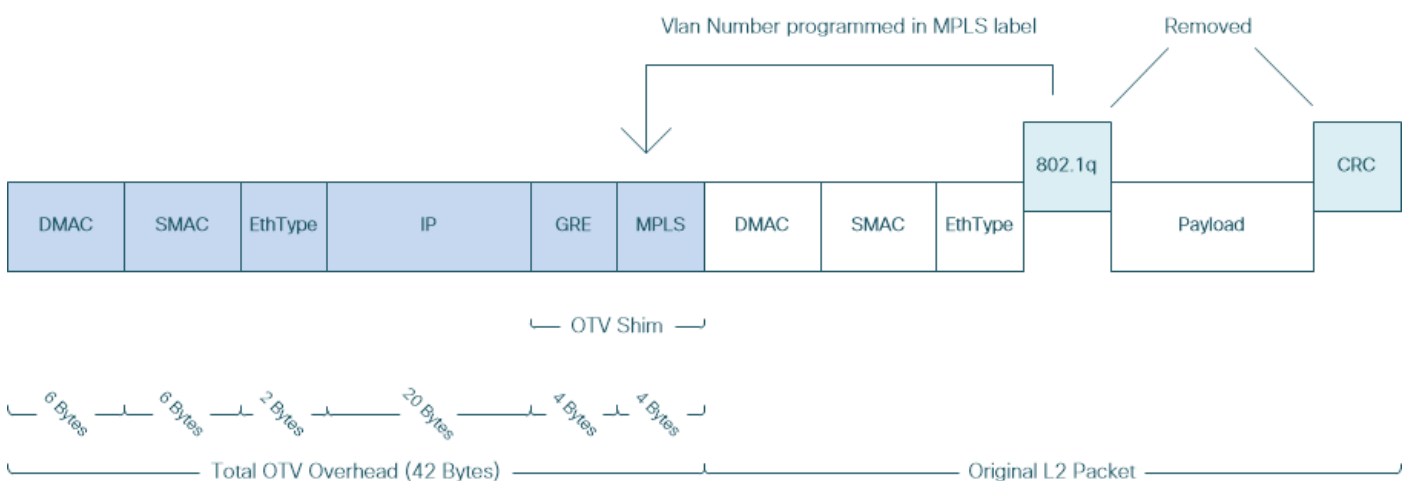 Vlan Number programmed in MPLS label
Removed
802.1q
CRC
DMAC
SMAC
EthType
IP
GRE
MPLS
DMAC
SMAC
EthType
Payload
OTV Shim
6 Bytes
6 Bytes
2 Bytes
20 Bytes
4 Bytes
4 Bytes
Total OTV Overhead (42 Bytes)
Original L2 Packet